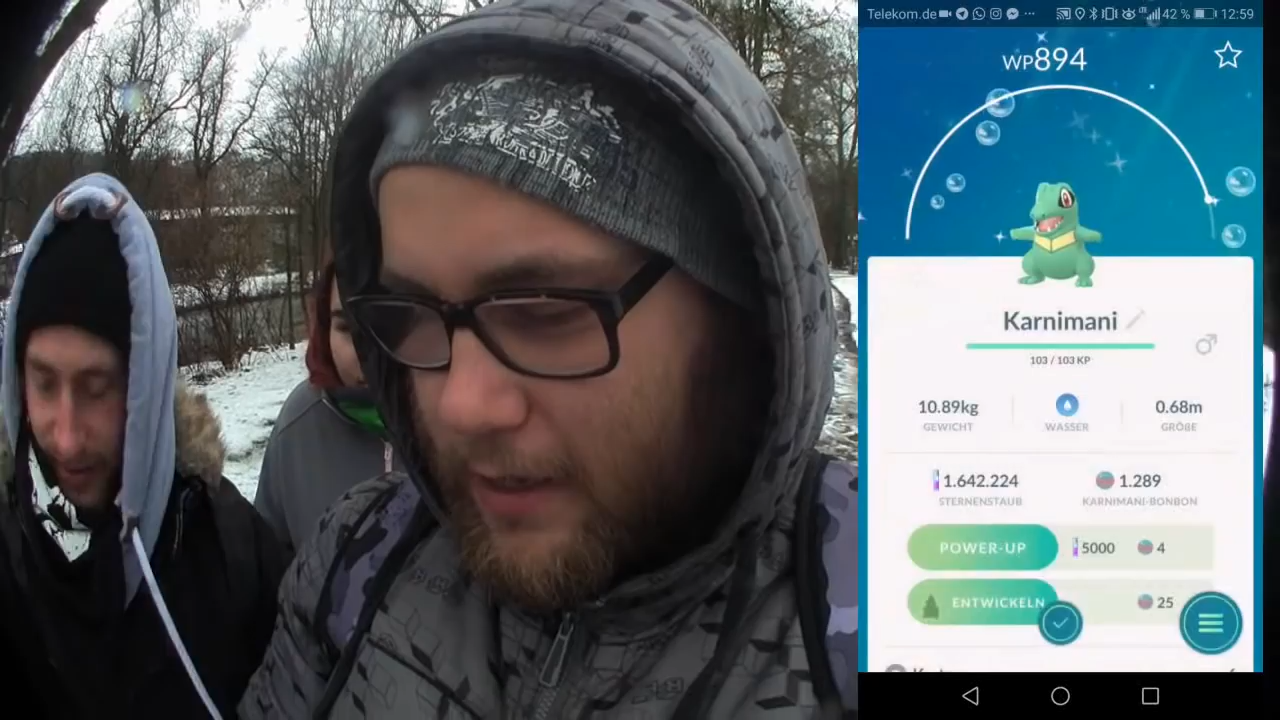 Telekom.de ... 42 % 12:59
WP894
Karnimani
103 / 103 KP
10.89kg
GEWICHT
WASSER
0.68m
GRÖßE
1.642.224
STERNENSTAUB
1.289
KARNIMANI-BONBON
POWER-UP 5000 4
ENTWICKELN 25